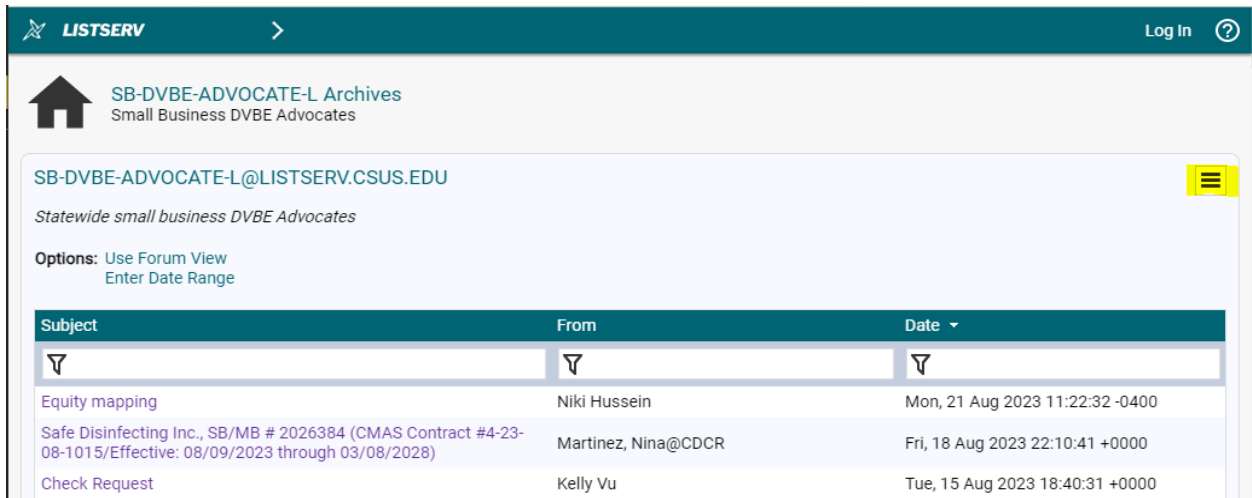 LISTSERV
Log In
SB-DVBE-ADVOCATE-L Archives
Small Business DVBE Advocates
SB-DVBE-ADVOCATE-L@LISTSERV.CSUS.EDU
Statewide small business DVBE Advocates
Options: Use Forum View
Enter Date Range
Subject From Date
Equity mapping Niki Hussein Mon, 21 Aug 2023 11:22:32 -0400
Safe Disinfecting Inc., SB/MB # 2026384 (CMAS Contract #4-23-
08-1015/Effective: 08/09/2023 through 03/08/2028) Martinez, Nina@CDCR Fri, 18 Aug 2023 22:10:41 +0000
Check Request Kelly Vu Tue, 15 Aug 2023 18:40:31 +0000